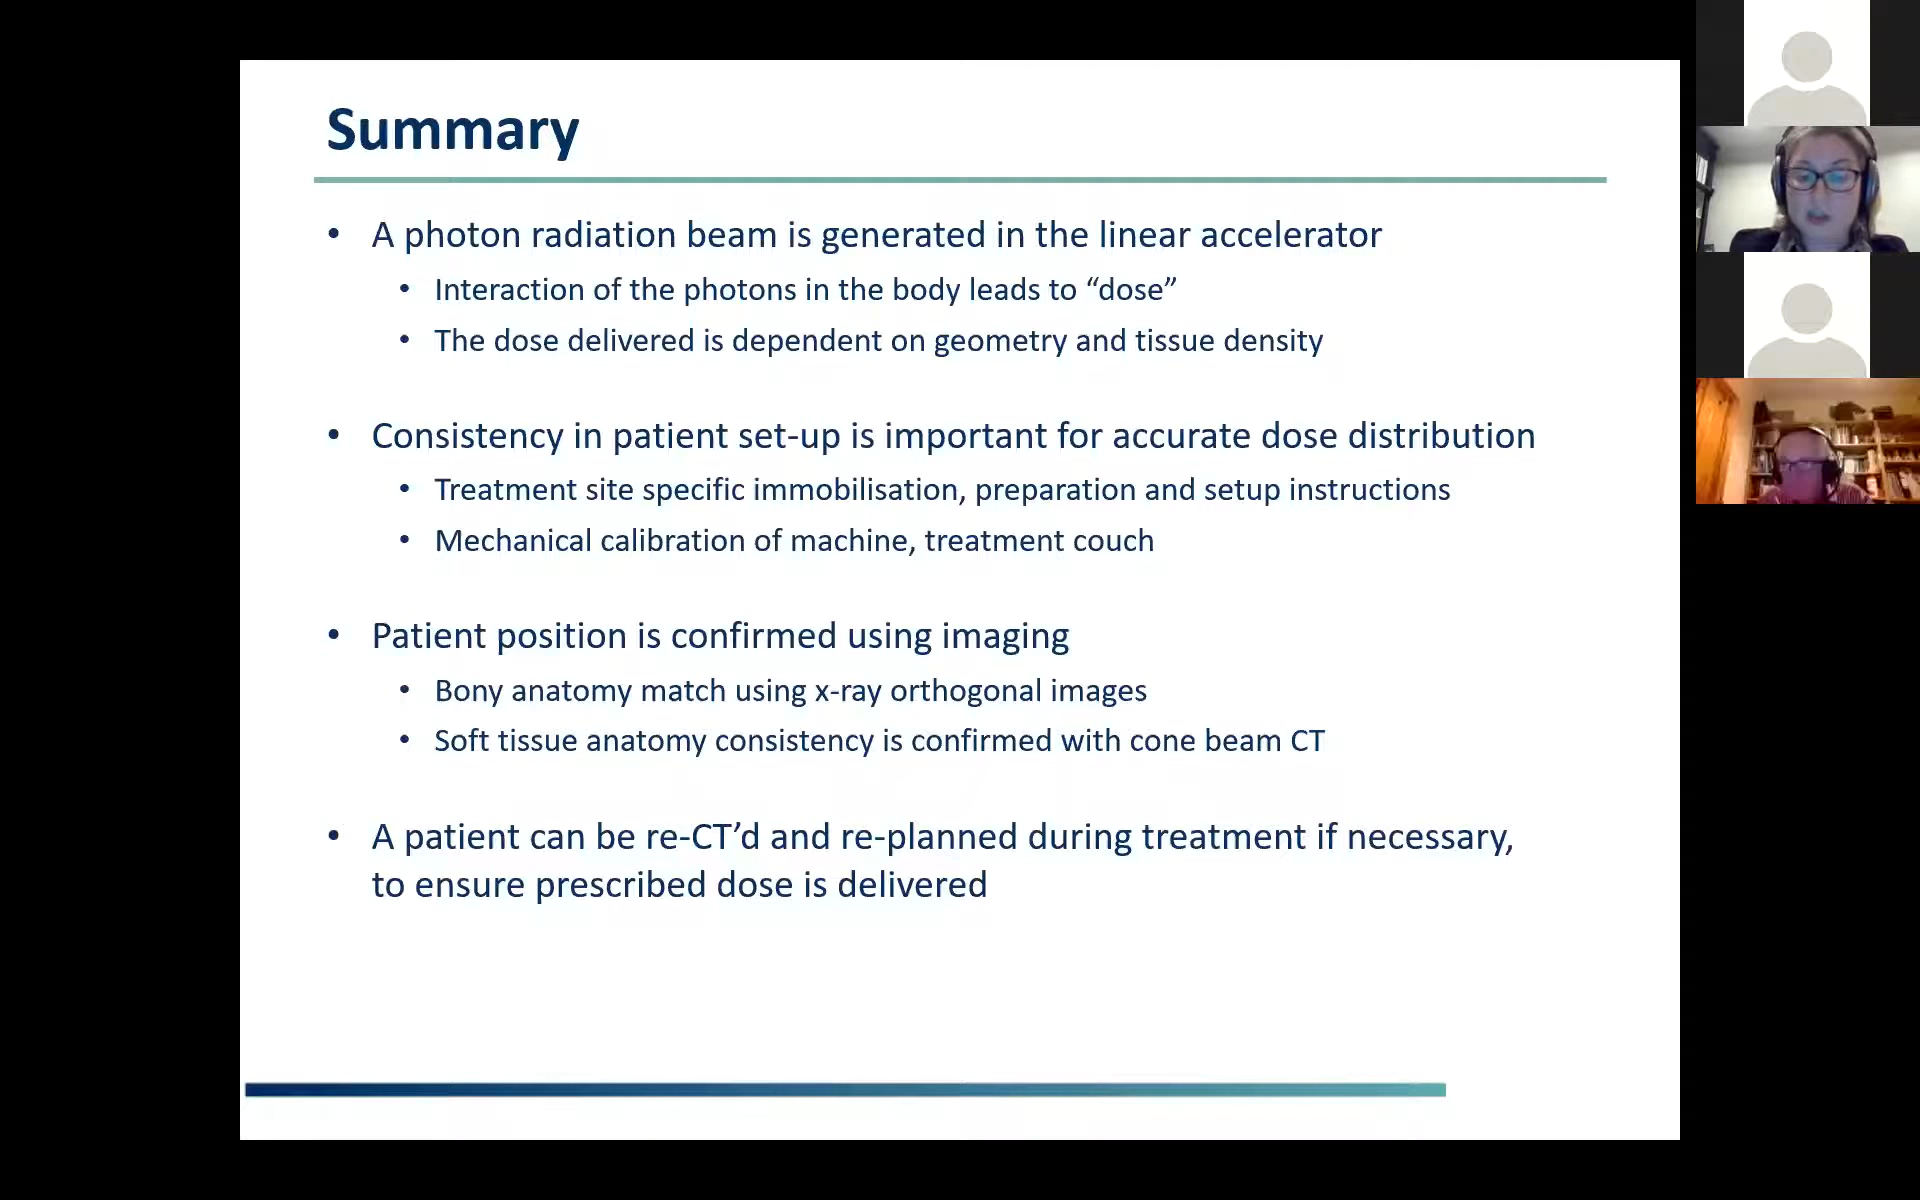 Summary
• A photon radiation beam is generated in the linear accelerator
• Interaction of the photons in the body leads to “dose”
• The dose delivered is dependent on geometry and tissue density
• Consistency in patient set-up is important for accurate dose distribution
• Treatment site specific immobilisation, preparation and setup instructions
• Mechanical calibration of machine, treatment couch
• Patient position is confirmed using imaging
• Bony anatomy match using x-ray orthogonal images
• Soft tissue anatomy consistency is confirmed with cone beam CT
• A patient can be re-CT’d and re-planned during treatment if necessary,
to ensure prescribed dose is delivered